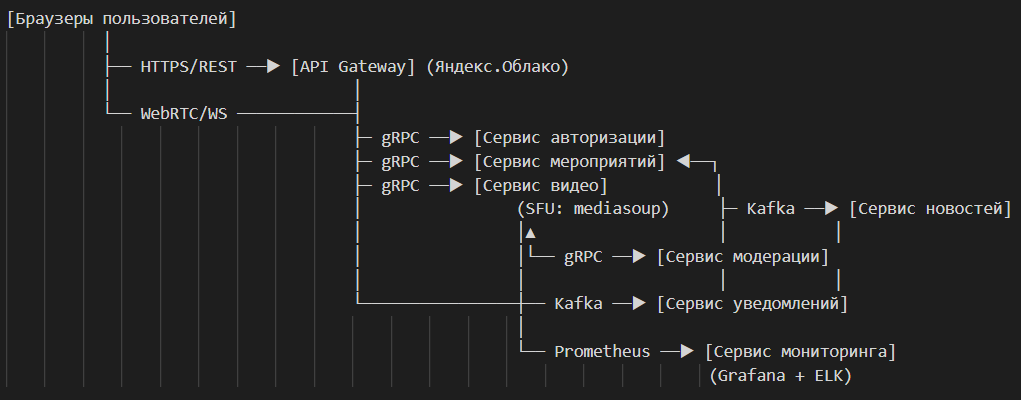 [Браузеры пользователей]
HTTPS/REST [API Gateway] (Яндекс.Облако)
WebRTC/WS
gRPC [Сервис авторизации]
gRPC [Сервис мероприятий]
gRPC [Сервис видео]
(SFU: mediasoup) Kafka [Сервис новостей]
gRPC [Сервис модерации]
Kafka [Сервис уведомлений]
Prometheus [Сервис мониторинга]
(Grafana + ELK)